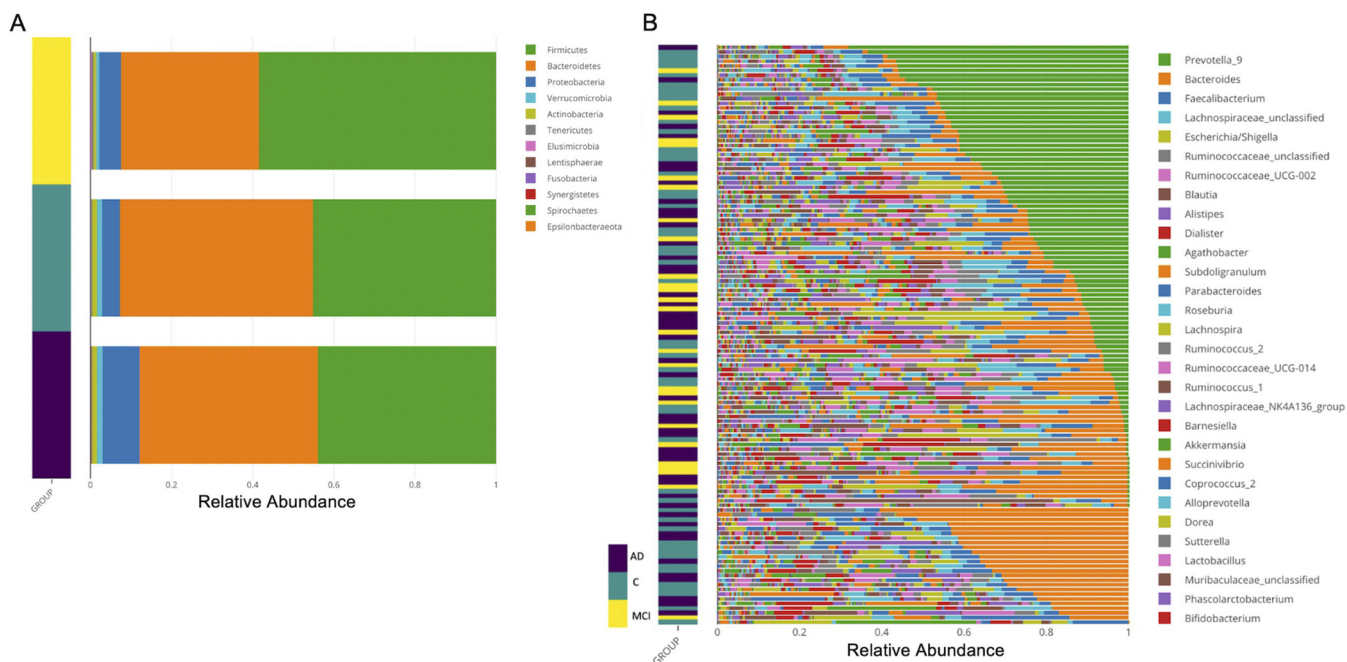 A
Firmicutes
Bacteroidetes
Proteobacteria
Verrucomicrobia
Actinobacteria
Tenericutes
Elusimicrobia
Lentisphaerae
Fusobacteria
Synergistetes
Spirochaetes
Epsilonbacteraeota
0 0.2 0.4 0.6 0.8 1
Relative Abundance
GROUP
AD
C
MCI
B
Prevotella_9
Bacteroides
Faecalibacterium
Lachnospiraceae_unclassified
Escherichia/Shigella
Ruminococcaceae_unclassified
Ruminococcaceae_UCG-002
Blautia
Alistipes
Dialister
Agathobacter
Subdoligranulum
Parabacteroides
Roseburia
Lachnospira
Ruminococcus_2
Ruminococcaceae_UCG-014
Ruminococcus_1
Lachnospiraceae_NK4A136_group
Barnesiella
Akkermansia
Succinivibrio
Coprococcus_2
Alloprevotella
Dorea
Sutterella
Lactobacillus
Muribaculaceae_unclassified
Phascolarctobacterium
Bifidobacterium
0 0.2 0.4 0.6 0.8 1
Relative Abundance
GROUP